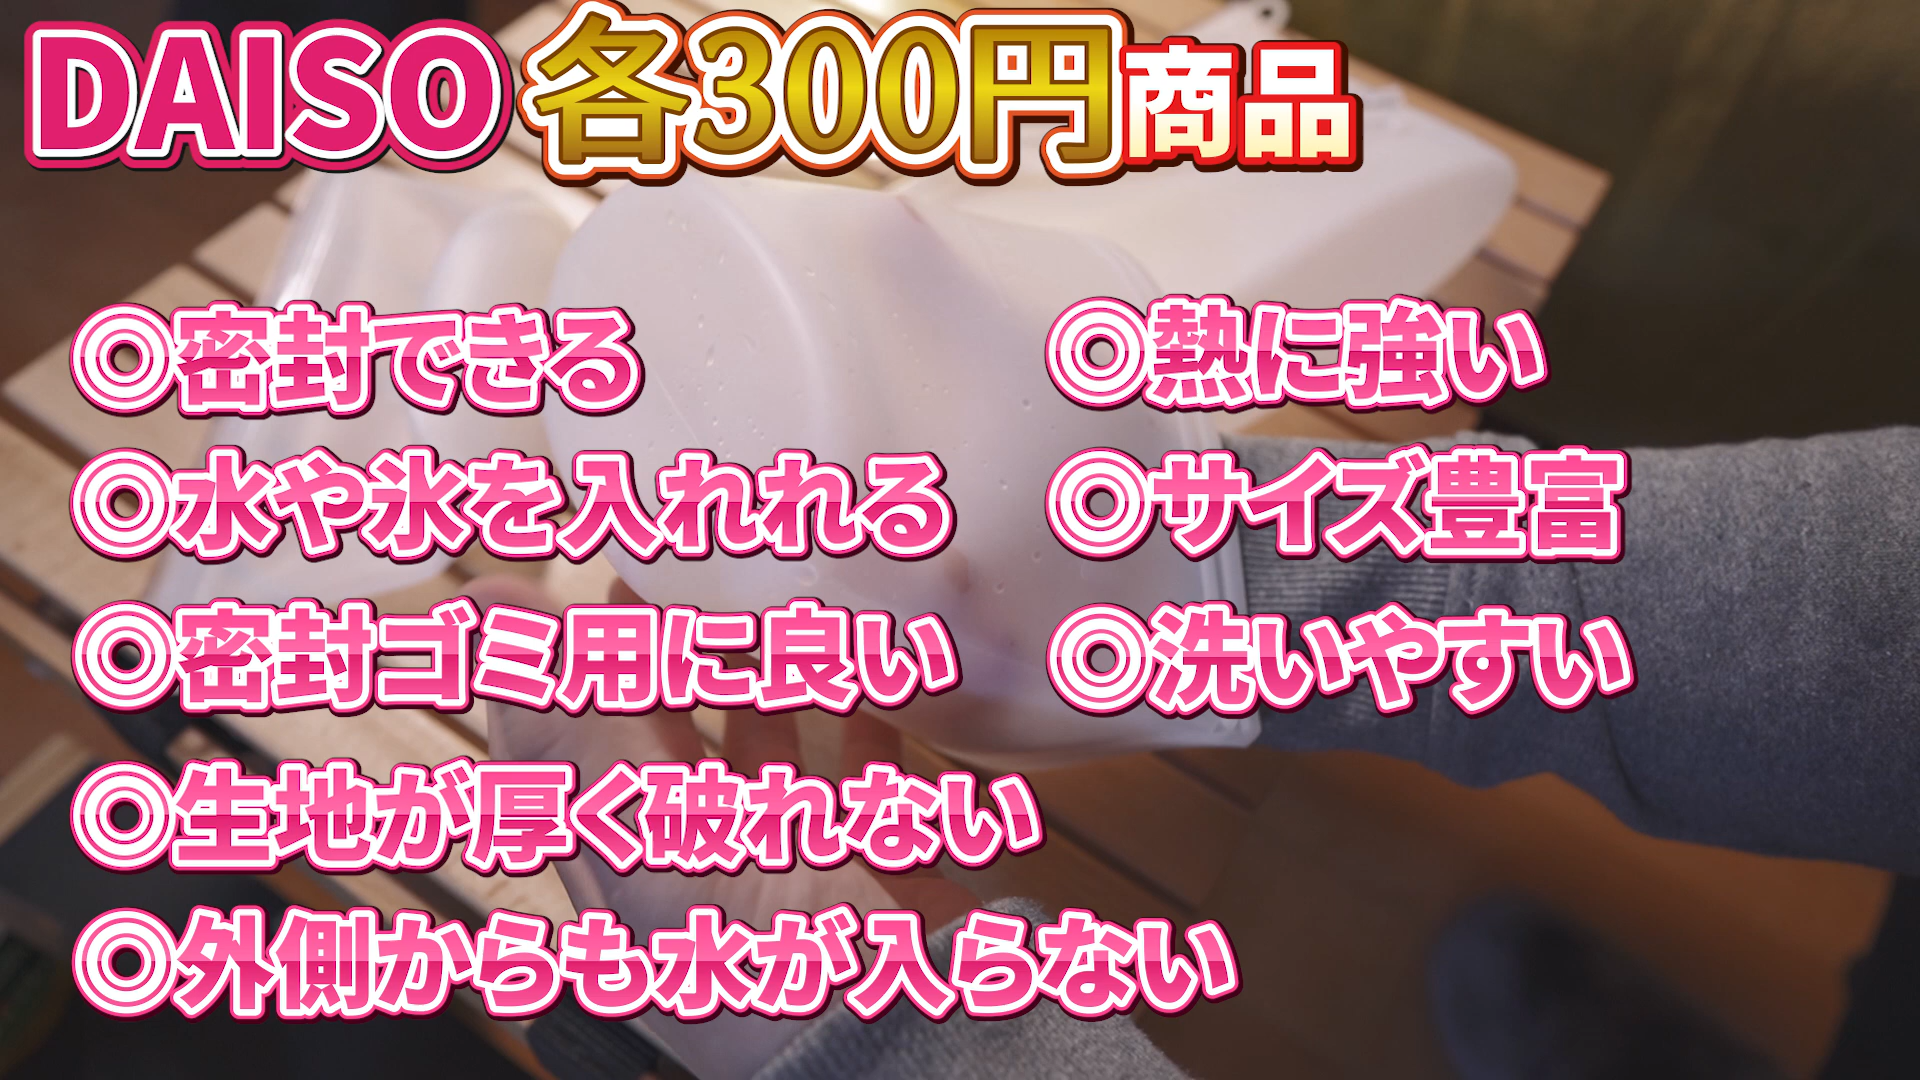 DAISO 各300円商品
◎密封できる
◎水や氷を入れれる
◎密封ゴミ用に良い
◎生地が厚く破れない
◎外側からも水が入らない
◎熱に強い
◎サイズ豊富
◎洗いやすい